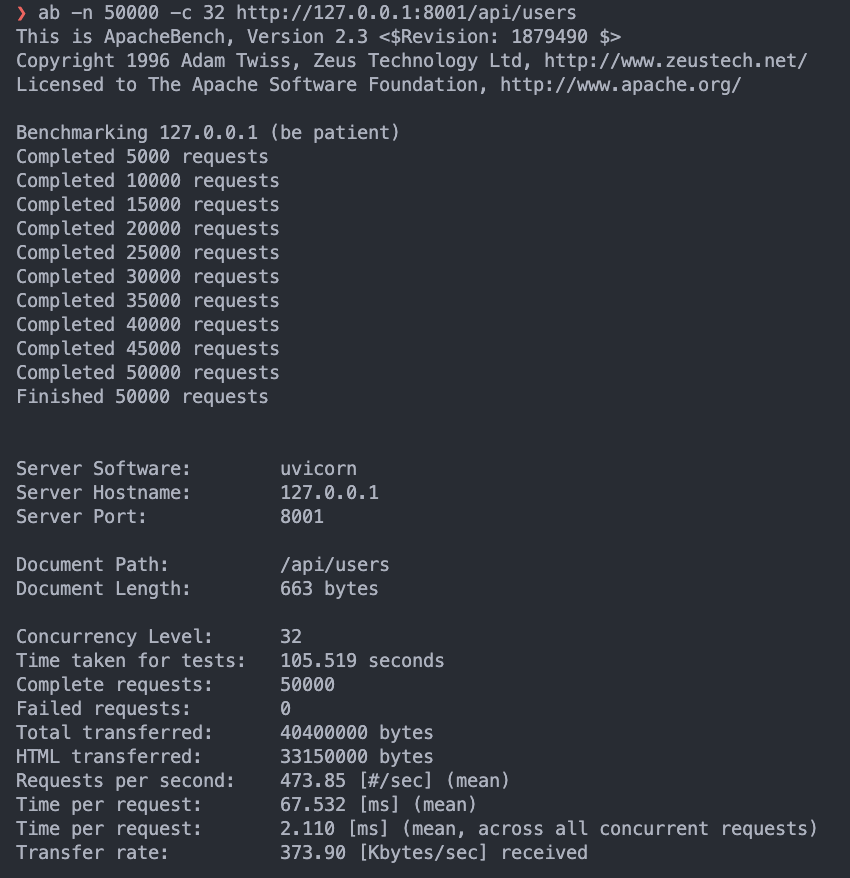 ❯ ab -n 50000 -c 32 http://127.0.0.1:8001/api/users
This is ApacheBench, Version 2.3 <$Revision: 1879490 $>
Copyright 1996 Adam Twiss, Zeus Technology Ltd, http://www.zeustech.net/
Licensed to The Apache Software Foundation, http://www.apache.org/
Benchmarking 127.0.0.1 (be patient)
Completed 5000 requests
Completed 10000 requests
Completed 15000 requests
Completed 20000 requests
Completed 25000 requests
Completed 30000 requests
Completed 35000 requests
Completed 40000 requests
Completed 45000 requests
Completed 50000 requests
Finished 50000 requests
Server Software:        uvicorn
Server Hostname:        127.0.0.1
Server Port:            8001
Document Path:          /api/users
Document Length:        663 bytes
Concurrency Level:      32
Time taken for tests:   105.519 seconds
Complete requests:      50000
Failed requests:        0
Total transferred:      40400000 bytes
HTML transferred:       33150000 bytes
Requests per second:    473.85 [#/sec] (mean)
Time per request:       67.532 [ms] (mean)
Time per request:       2.110 [ms] (mean, across all concurrent requests)
Transfer rate:          373.90 [Kbytes/sec] received